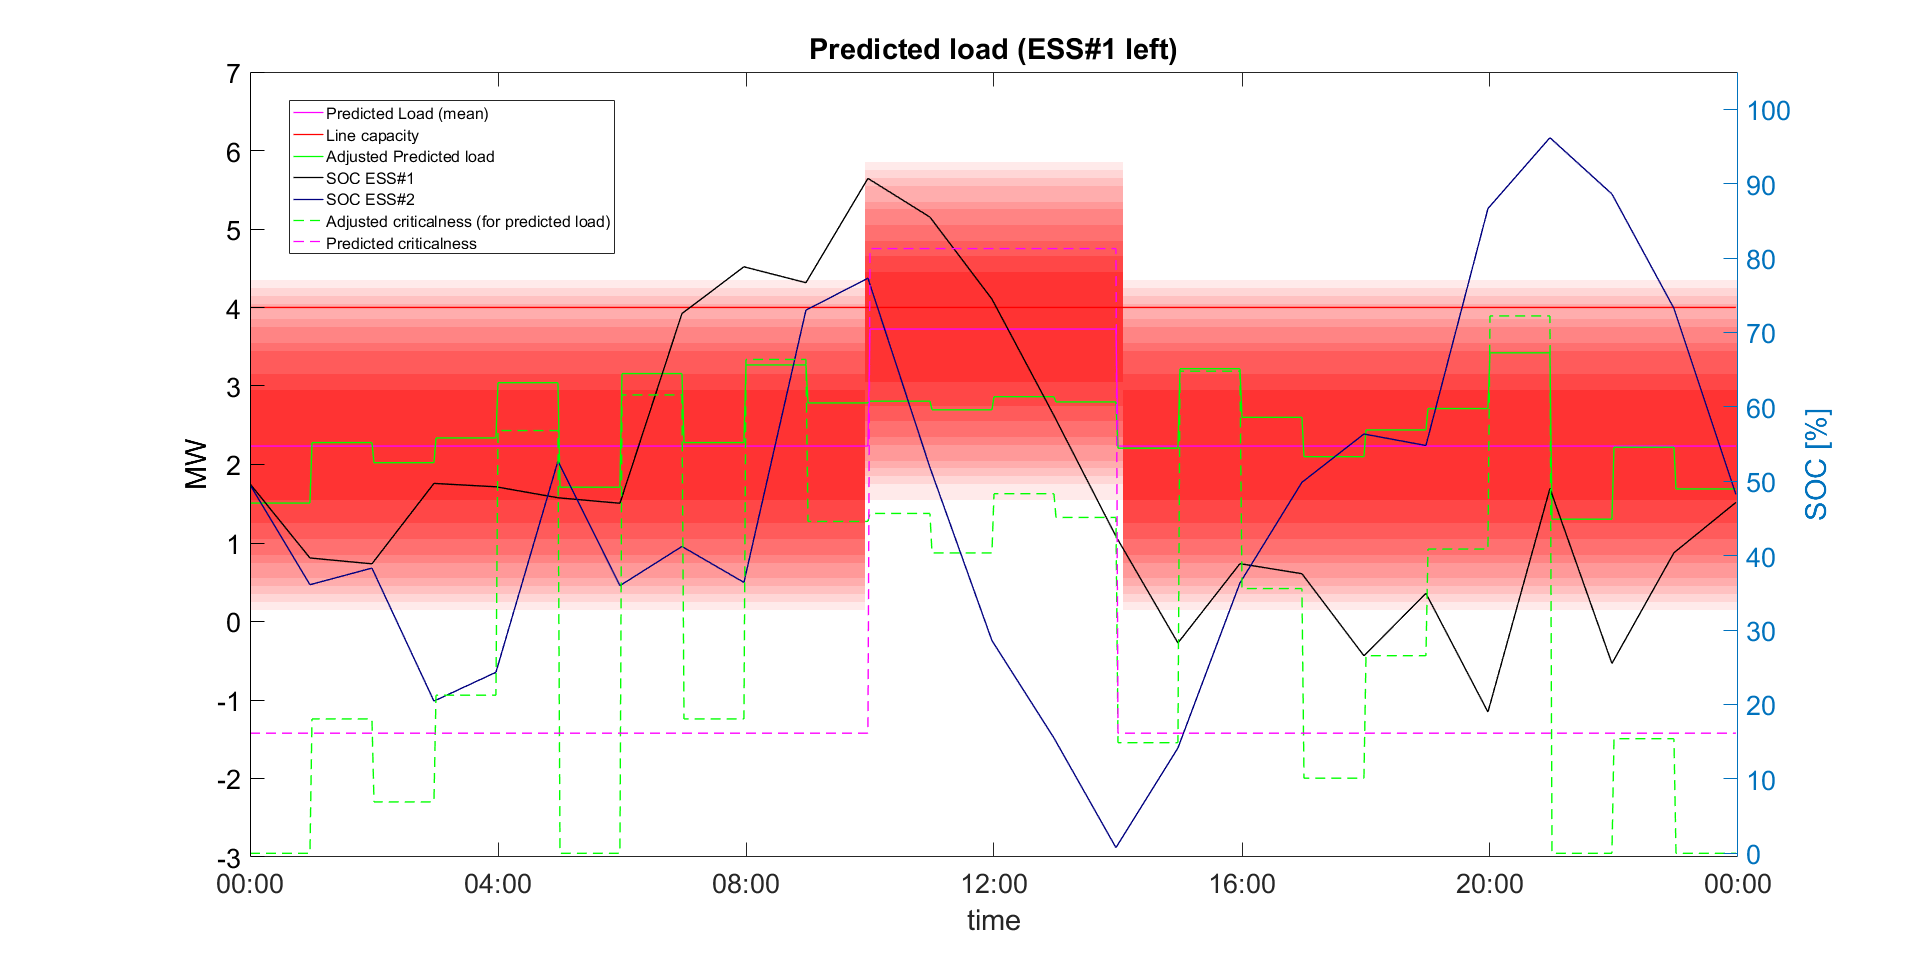 Predicted load (ESS#1 left)
Predicted Load (mean)
Line capacity
Adjusted Predicted load
SOC ESS#1
SOC ESS#2
Adjusted criticalness (for predicted load)
Predicted criticalness
7
6
5
4
3
2
1
0
-1
-2
-3
MW
100
90
80
70
60
50
40
30
20
10
0
SOC [%]
00:00 04:00 08:00 12:00 16:00 20:00 00:00
time